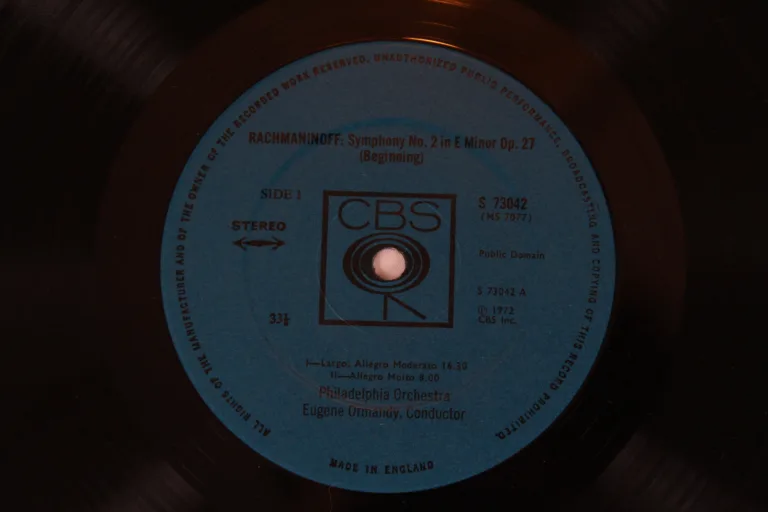 ALL RIGHTS OF THE MANUFACTURER AND OF THE OWNER OF THE RECORDED WORK RESERVED. UNAUTHORIZED PUBLIC PERFORMANCE, BROADCASTING AND COPYING OF THIS RECORD PROHIBITED.
RACHMANINOFF: Symphony No. 2 in E Minor Op. 27
(Beginning)
SIDE 1
CBS
S 73042
(MS 7077)
STEREO
Public Domain
S 73042 A
33⅓
Ⓟ 1972
CBS Inc.
I—Largo; Allegro Moderato 16.30
II—Allegro Molto 8.00
Philadelphia Orchestra
Eugene Ormandy, Conductor
MADE IN ENGLAND